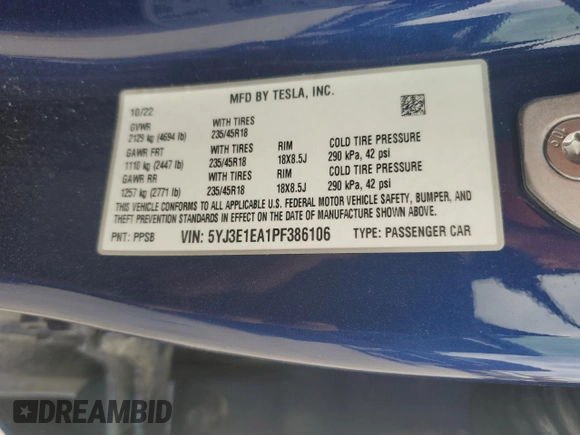 MFD BY TESLA, INC.
10/22
GVWR WITH TIRES
2129 kg (4694 lb) 235/45R18
GAWR FRT WITH TIRES RIM COLD TIRE PRESSURE
1110 kg (2447 lb) 235/45R18 18X8.5J 290 kPa, 42 psi
GAWR RR WITH TIRES RIM COLD TIRE PRESSURE
1257 kg (2771 lb) 235/45R18 18X8.5J 290 kPa, 42 psi
THIS VEHICLE CONFORMS TO ALL APPLICABLE U.S. FEDERAL MOTOR VEHICLE SAFETY, BUMPER, AND
THEFT PREVENTION STANDARDS IN EFFECT ON THE DATE OF MANUFACTURE SHOWN ABOVE.
PNT: PPSB VIN: 5YJ3E1EA1PF386106 TYPE: PASSENGER CAR
DREAMBID